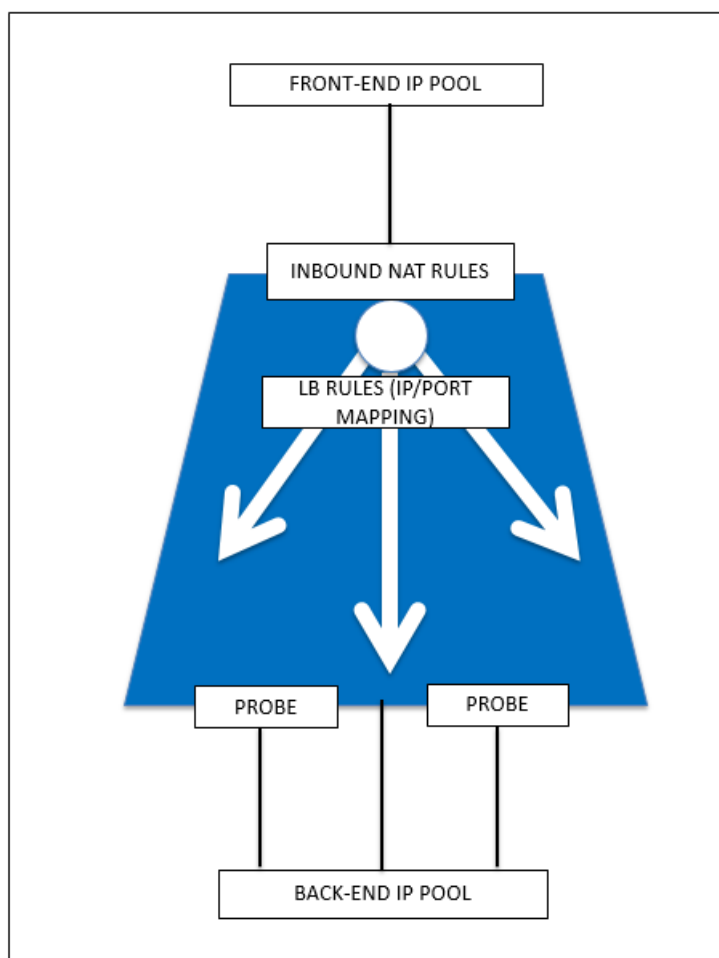 FRONT-END IP POOL
INBOUND NAT RULES
LB RULES (IP/PORT
MAPPING)
PROBE
PROBE
BACK-END IP POOL